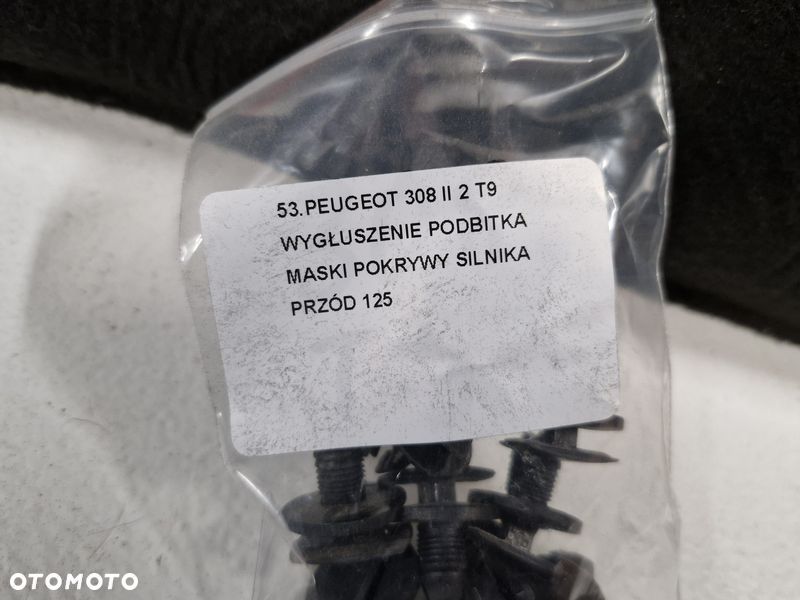 53.PEUGEOT 308 II 2 T9
WYGŁUSZENIE PODBITKA
MASKI POKRYWY SILNIKA
PRZÓD 125
OTOMOTO